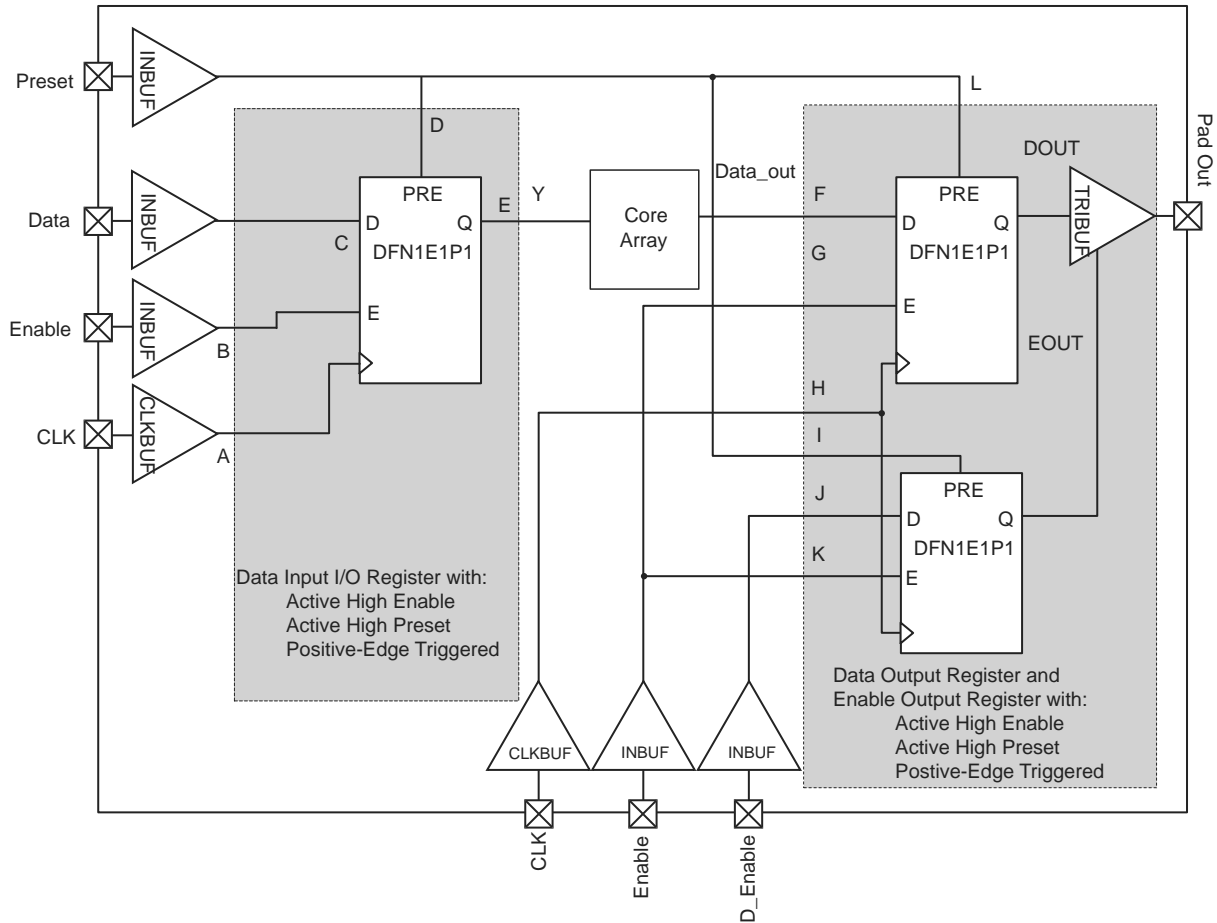 Preset
INBUF
L
D
Pad Out
DOUT
Data
INBUF
PRE
D
Q
DFN1E1P1
E
C
E
Y
Core
Array
Data_out
F
G
PRE
D
Q
DFN1E1P1
E
TRIBUF
EOUT
Enable
INBUF
B
CLK
CLKBUF
A
H
I
J
K
PRE
D
Q
DFN1E1P1
E
Data Input I/O Register with:
Active High Enable
Active High Preset
Positive-Edge Triggered
Data Output Register and
Enable Output Register with:
Active High Enable
Active High Preset
Postive-Edge Triggered
CLKBUF
INBUF
INBUF
CLK
Enable
D_Enable